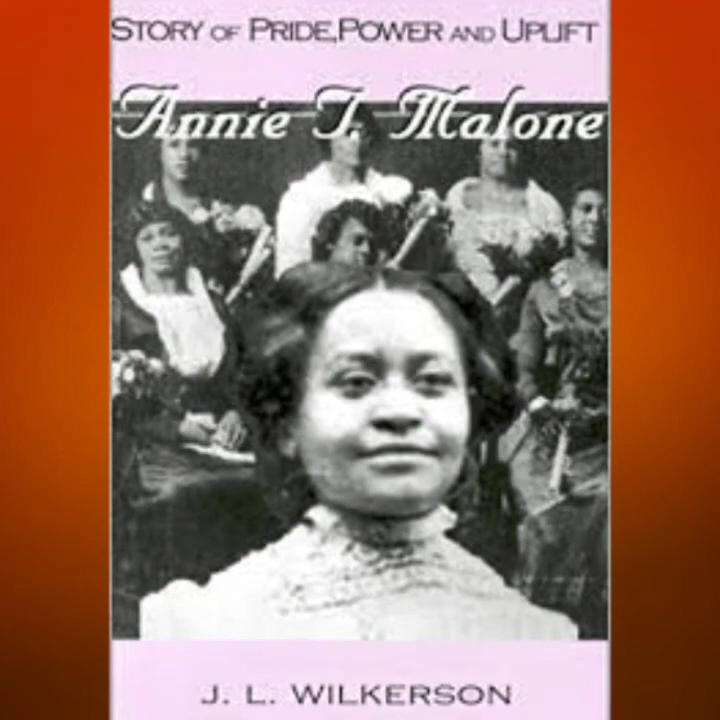 STORY OF PRIDE, POWER AND UPLIFT
Annie T. Malone
J. L. WILKERSON